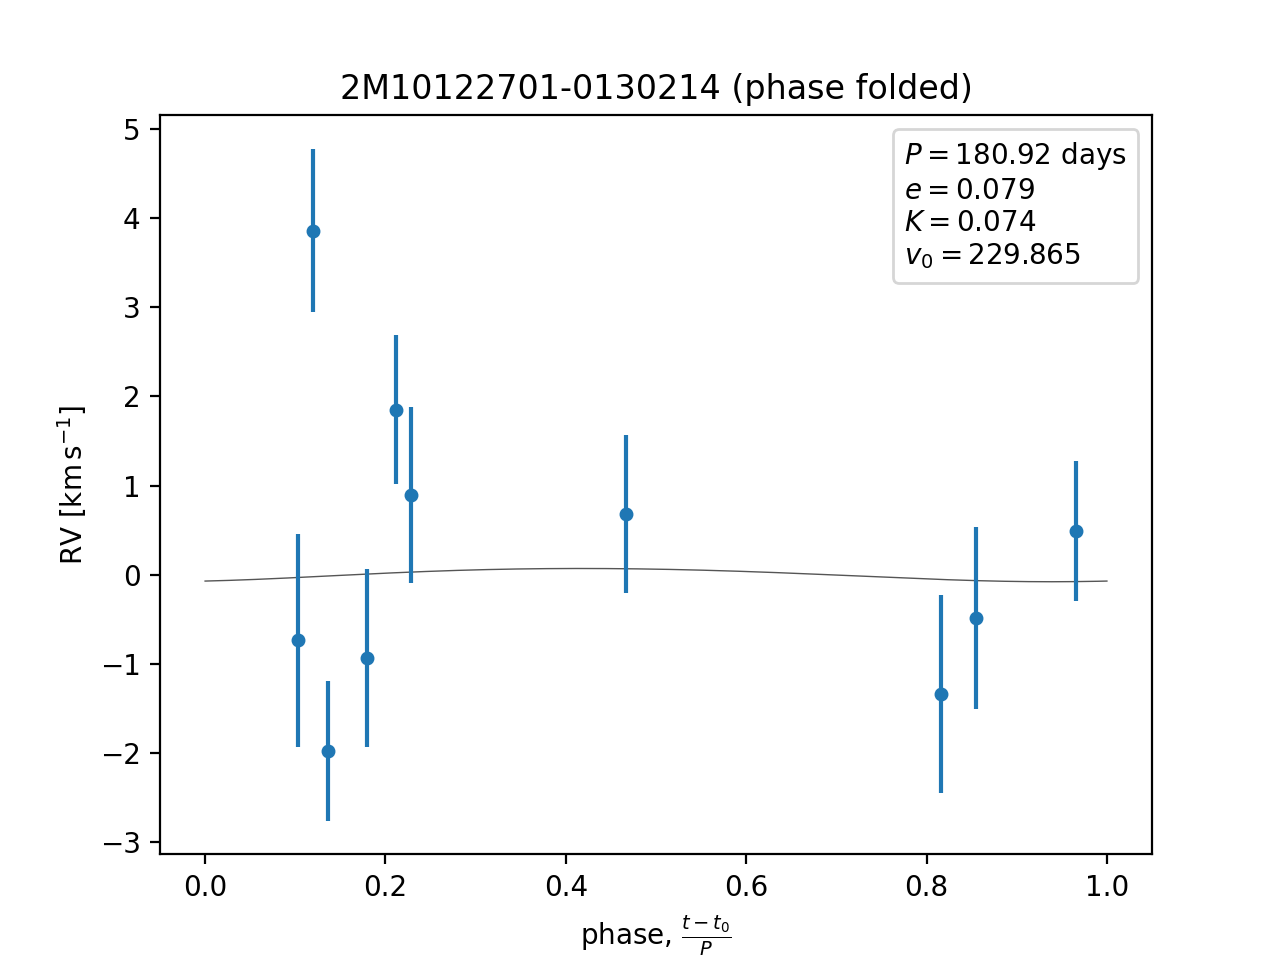 2M10122701-0130214 (phase folded)
P = 180.92 days
e = 0.079
K = 0.074
v₀ = 229.865
5
4
3
2
1
0
−1
−2
−3
RV [km s⁻¹]
0.0 0.2 0.4 0.6 0.8 1.0
phase, (t − t₀)/P